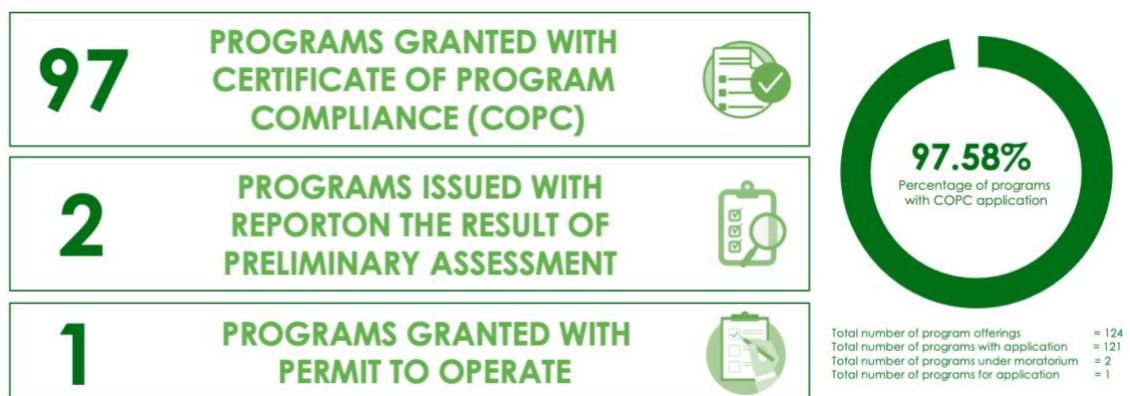 97
PROGRAMS GRANTED WITH
CERTIFICATE OF PROGRAM
COMPLIANCE (COPC)
2
PROGRAMS ISSUED WITH
REPORTON THE RESULT OF
PRELIMINARY ASSESSMENT
1
PROGRAMS GRANTED WITH
PERMIT TO OPERATE
97.58%
Percentage of programs
with COPC application
Total number of program offerings = 124
Total number of programs with application = 121
Total number of programs under moratorium = 2
Total number of programs for application = 1